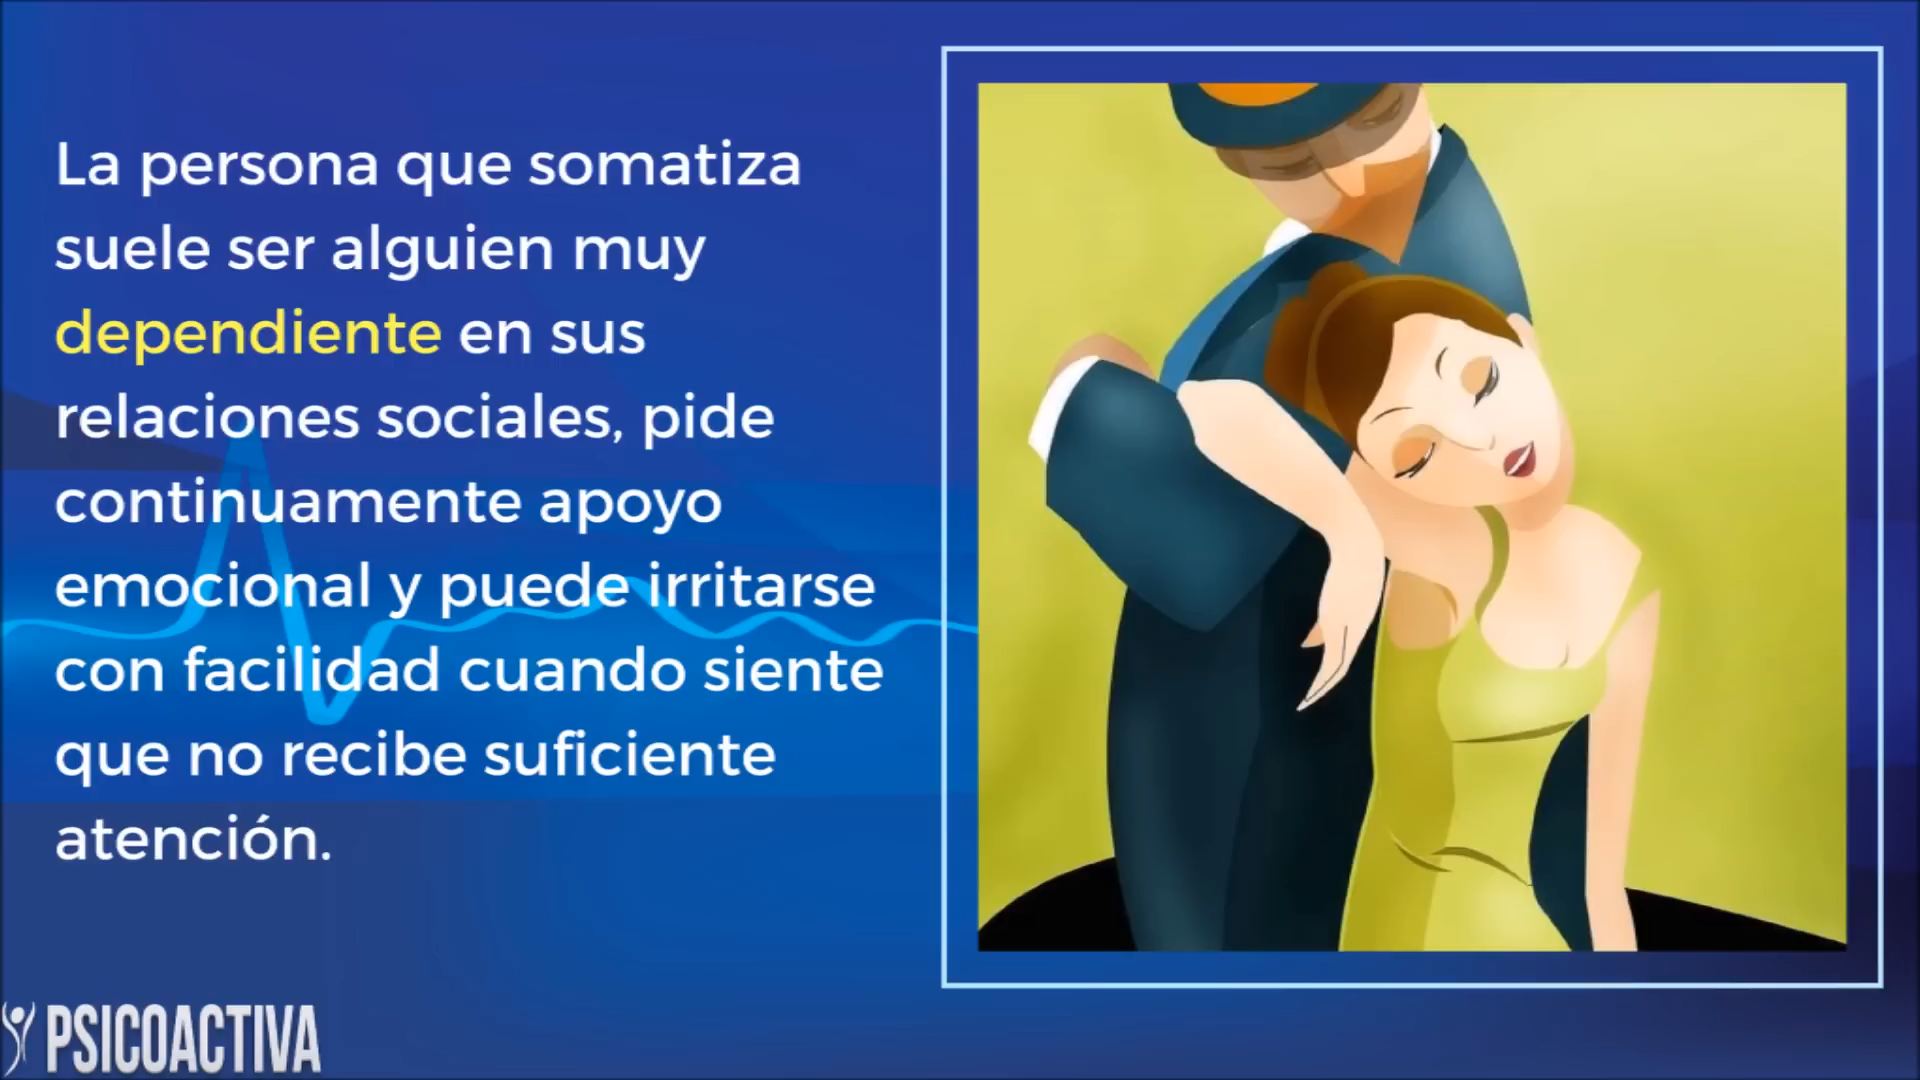 La persona que somatiza
suele ser alguien muy
dependiente en sus
relaciones sociales, pide
continuamente apoyo
emocional y puede irritarse
con facilidad cuando siente
que no recibe suficiente
atención.
PSICOACTIVA